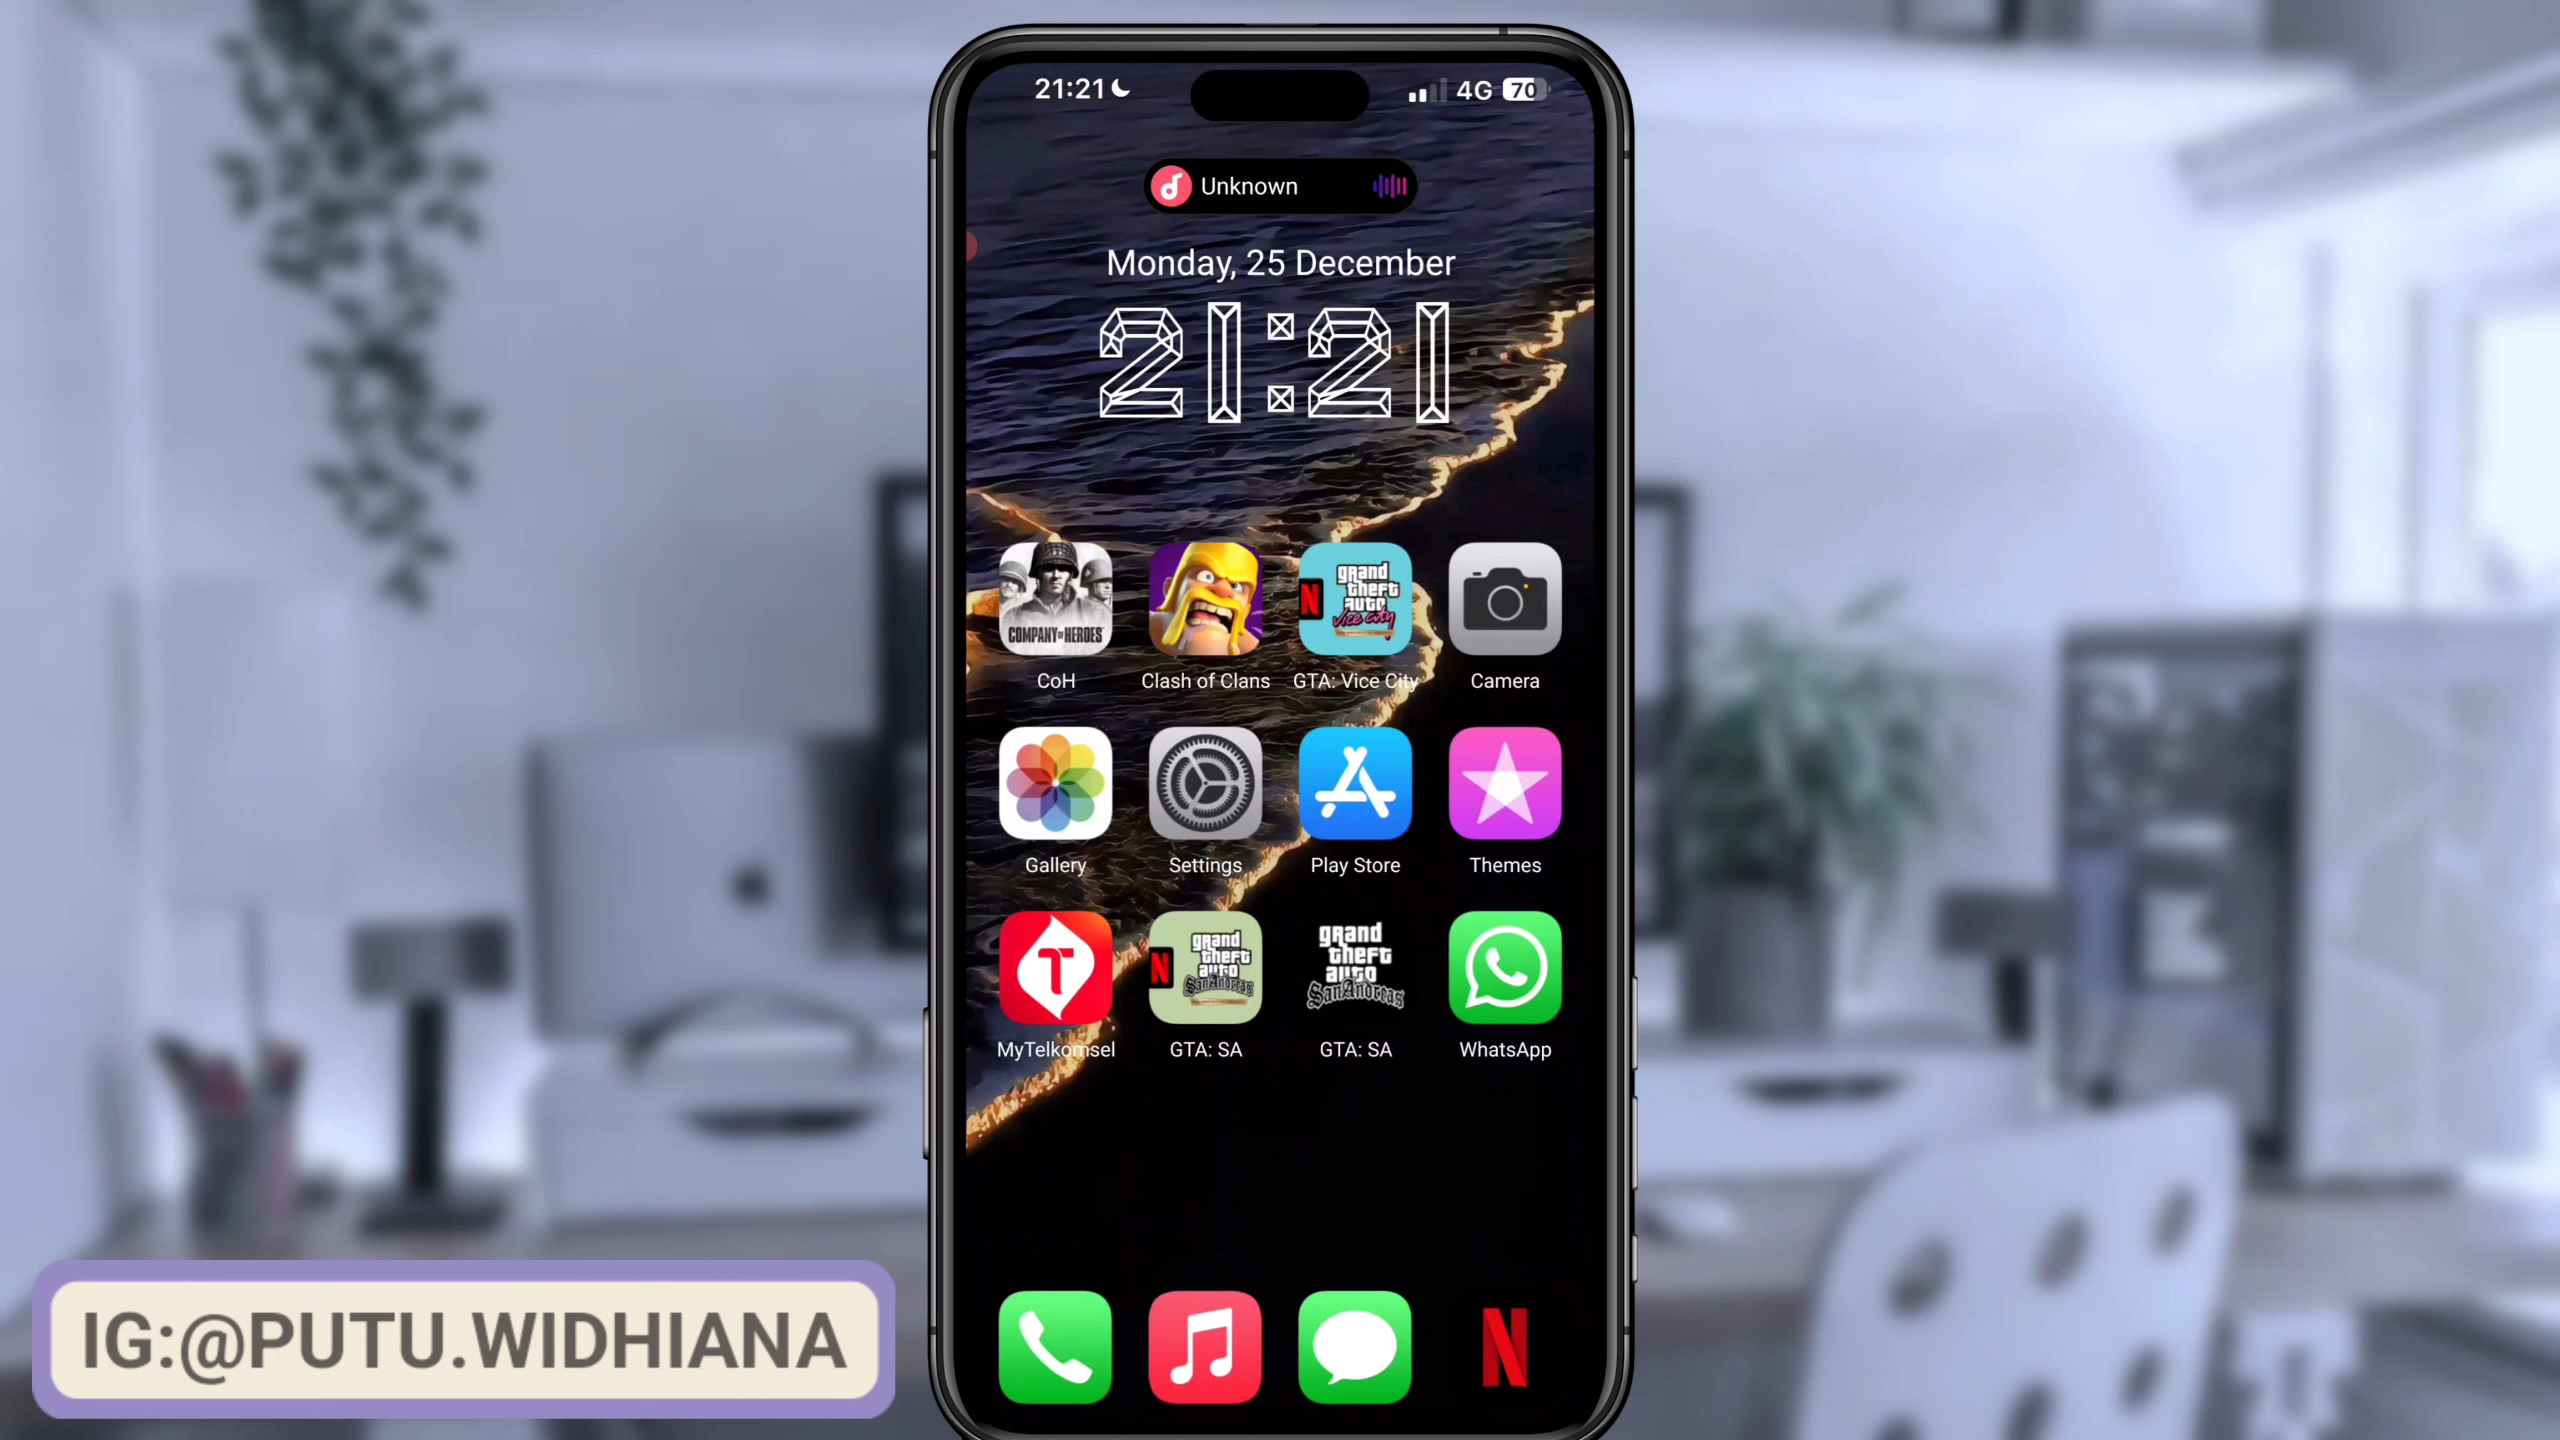 21:21
4G 70
Unknown
Monday, 25 December
21:21
COMPANY OF HEROES
grand theft auto Vice City
N
CoH
Clash of Clans
GTA: Vice City
Camera
Gallery
Settings
Play Store
Themes
T
N
grand theft auto San Andreas
grand theft auto San Andreas
MyTelkomsel
GTA: SA
GTA: SA
WhatsApp
N
IG:@PUTU.WIDHIANA